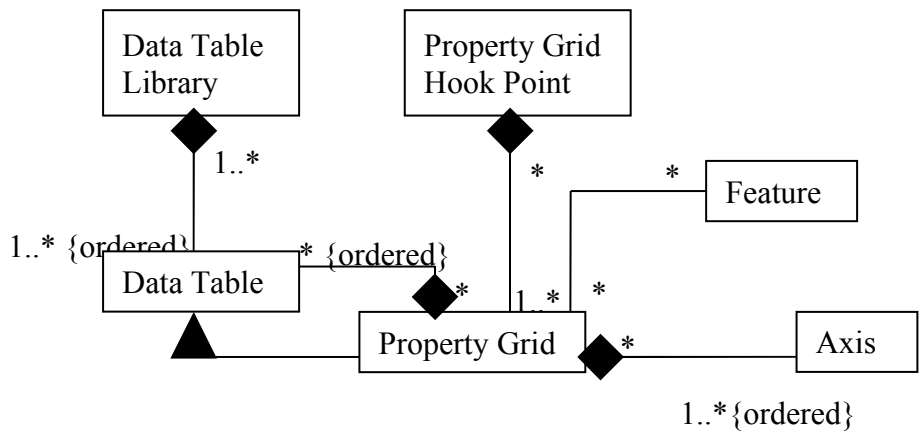 Data Table
Library
Property Grid
Hook Point
1..*
*
*
Feature
1..* {ordered}
* {ordered}
Data Table
*
1..*
*
Property Grid
*
Axis
1..*{ordered}